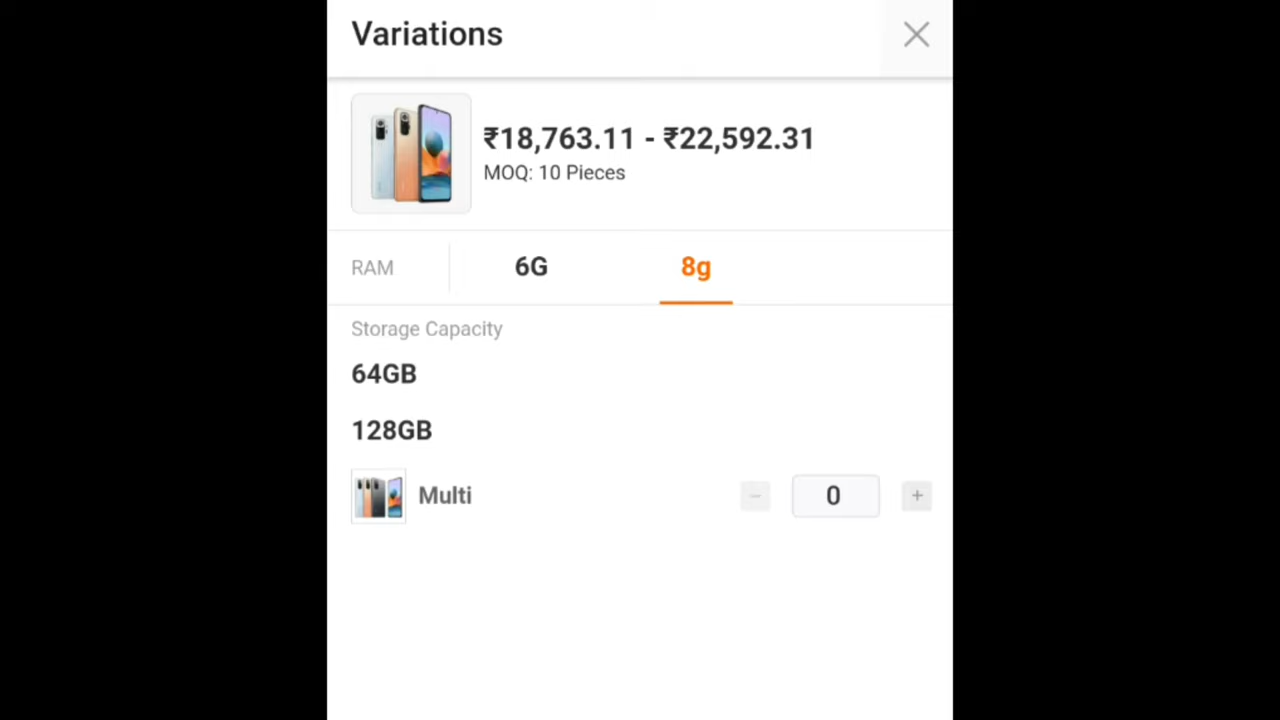 Variations
₹18,763.11 - ₹22,592.31
MOQ: 10 Pieces
RAM 6G 8g
Storage Capacity
64GB
128GB
Multi - 0 +